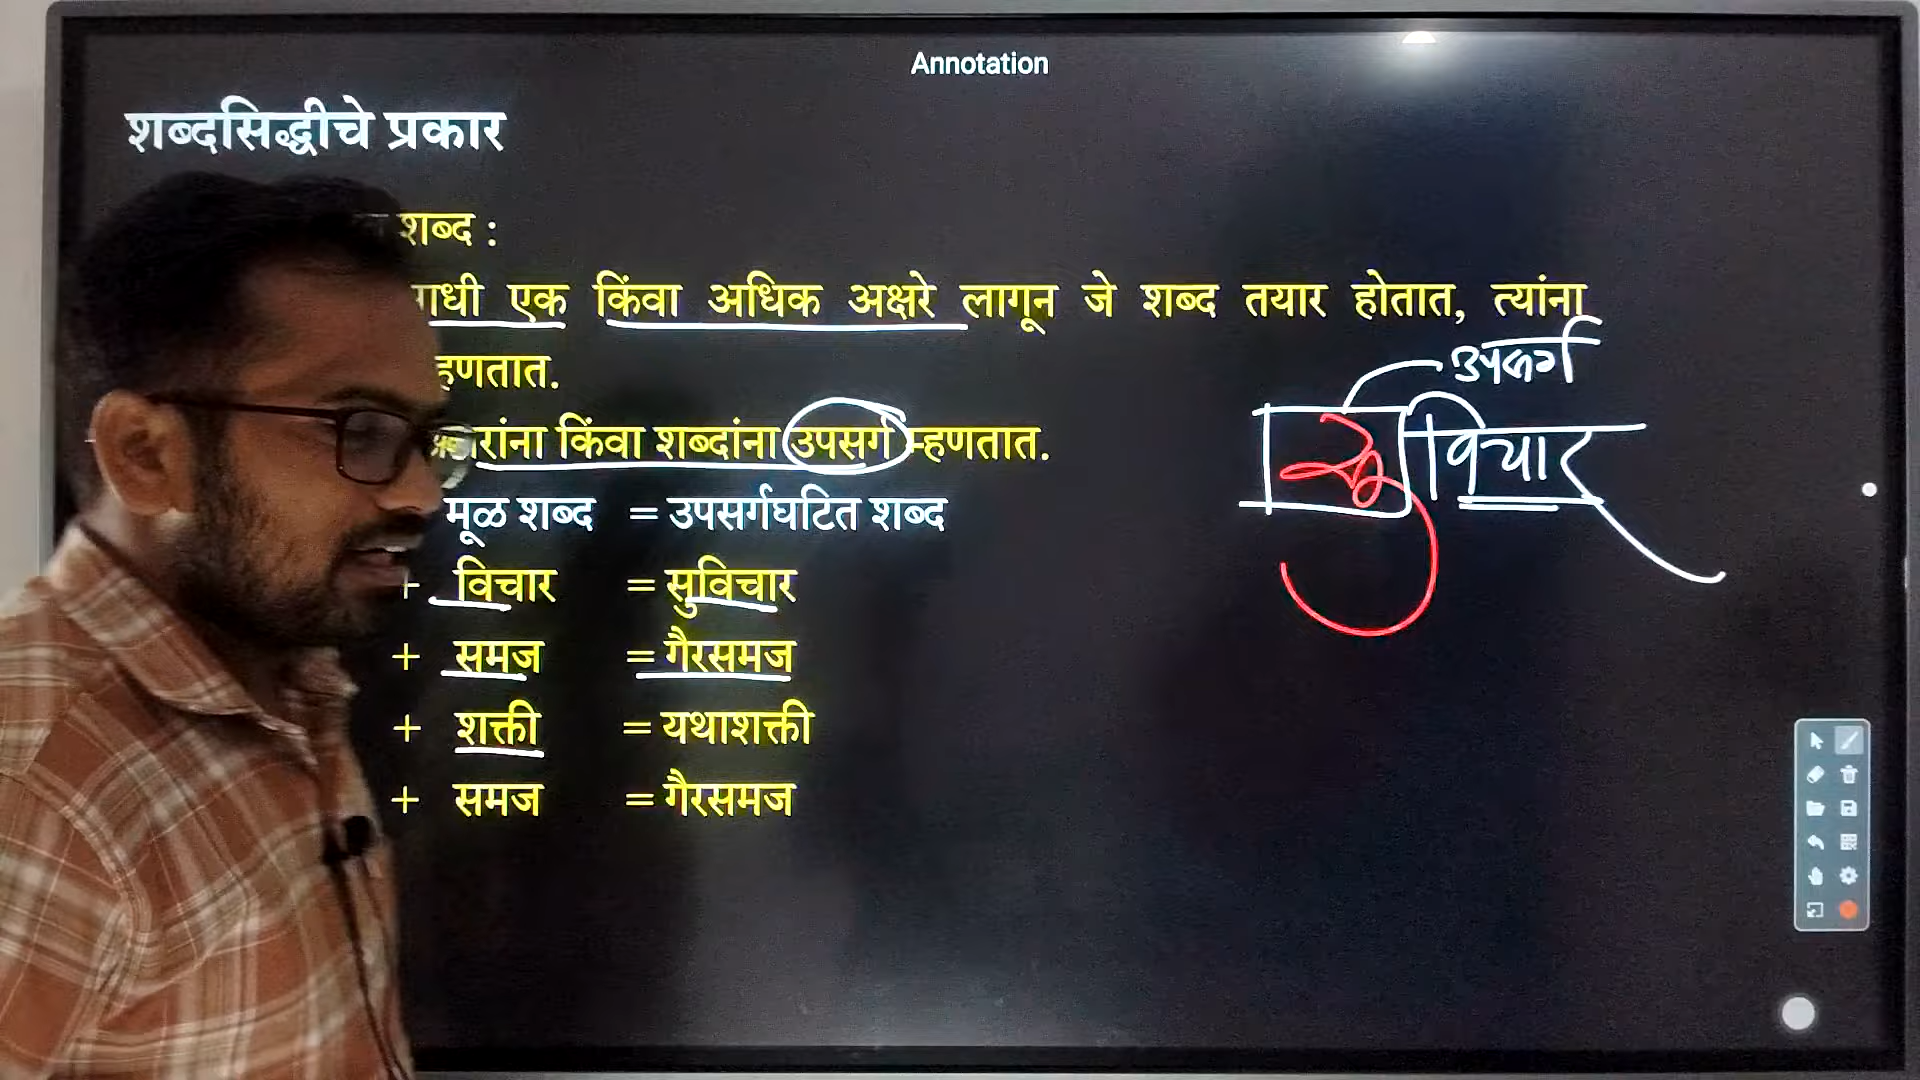 Annotation
शब्दसिद्धीचे प्रकार
शब्द :
एक किंवा अधिक अक्षरे लागून जे शब्द तयार होतात, त्यांना
उपसर्ग
किंवा शब्दांना उपसर्ग म्हणतात.
सु विचार
मूळ शब्द = उपसर्गघटित शब्द
+ विचार = सुविचार
+ समज = गैरसमज
+ शक्ती = यथाशक्ती
+ समज = गैरसमज